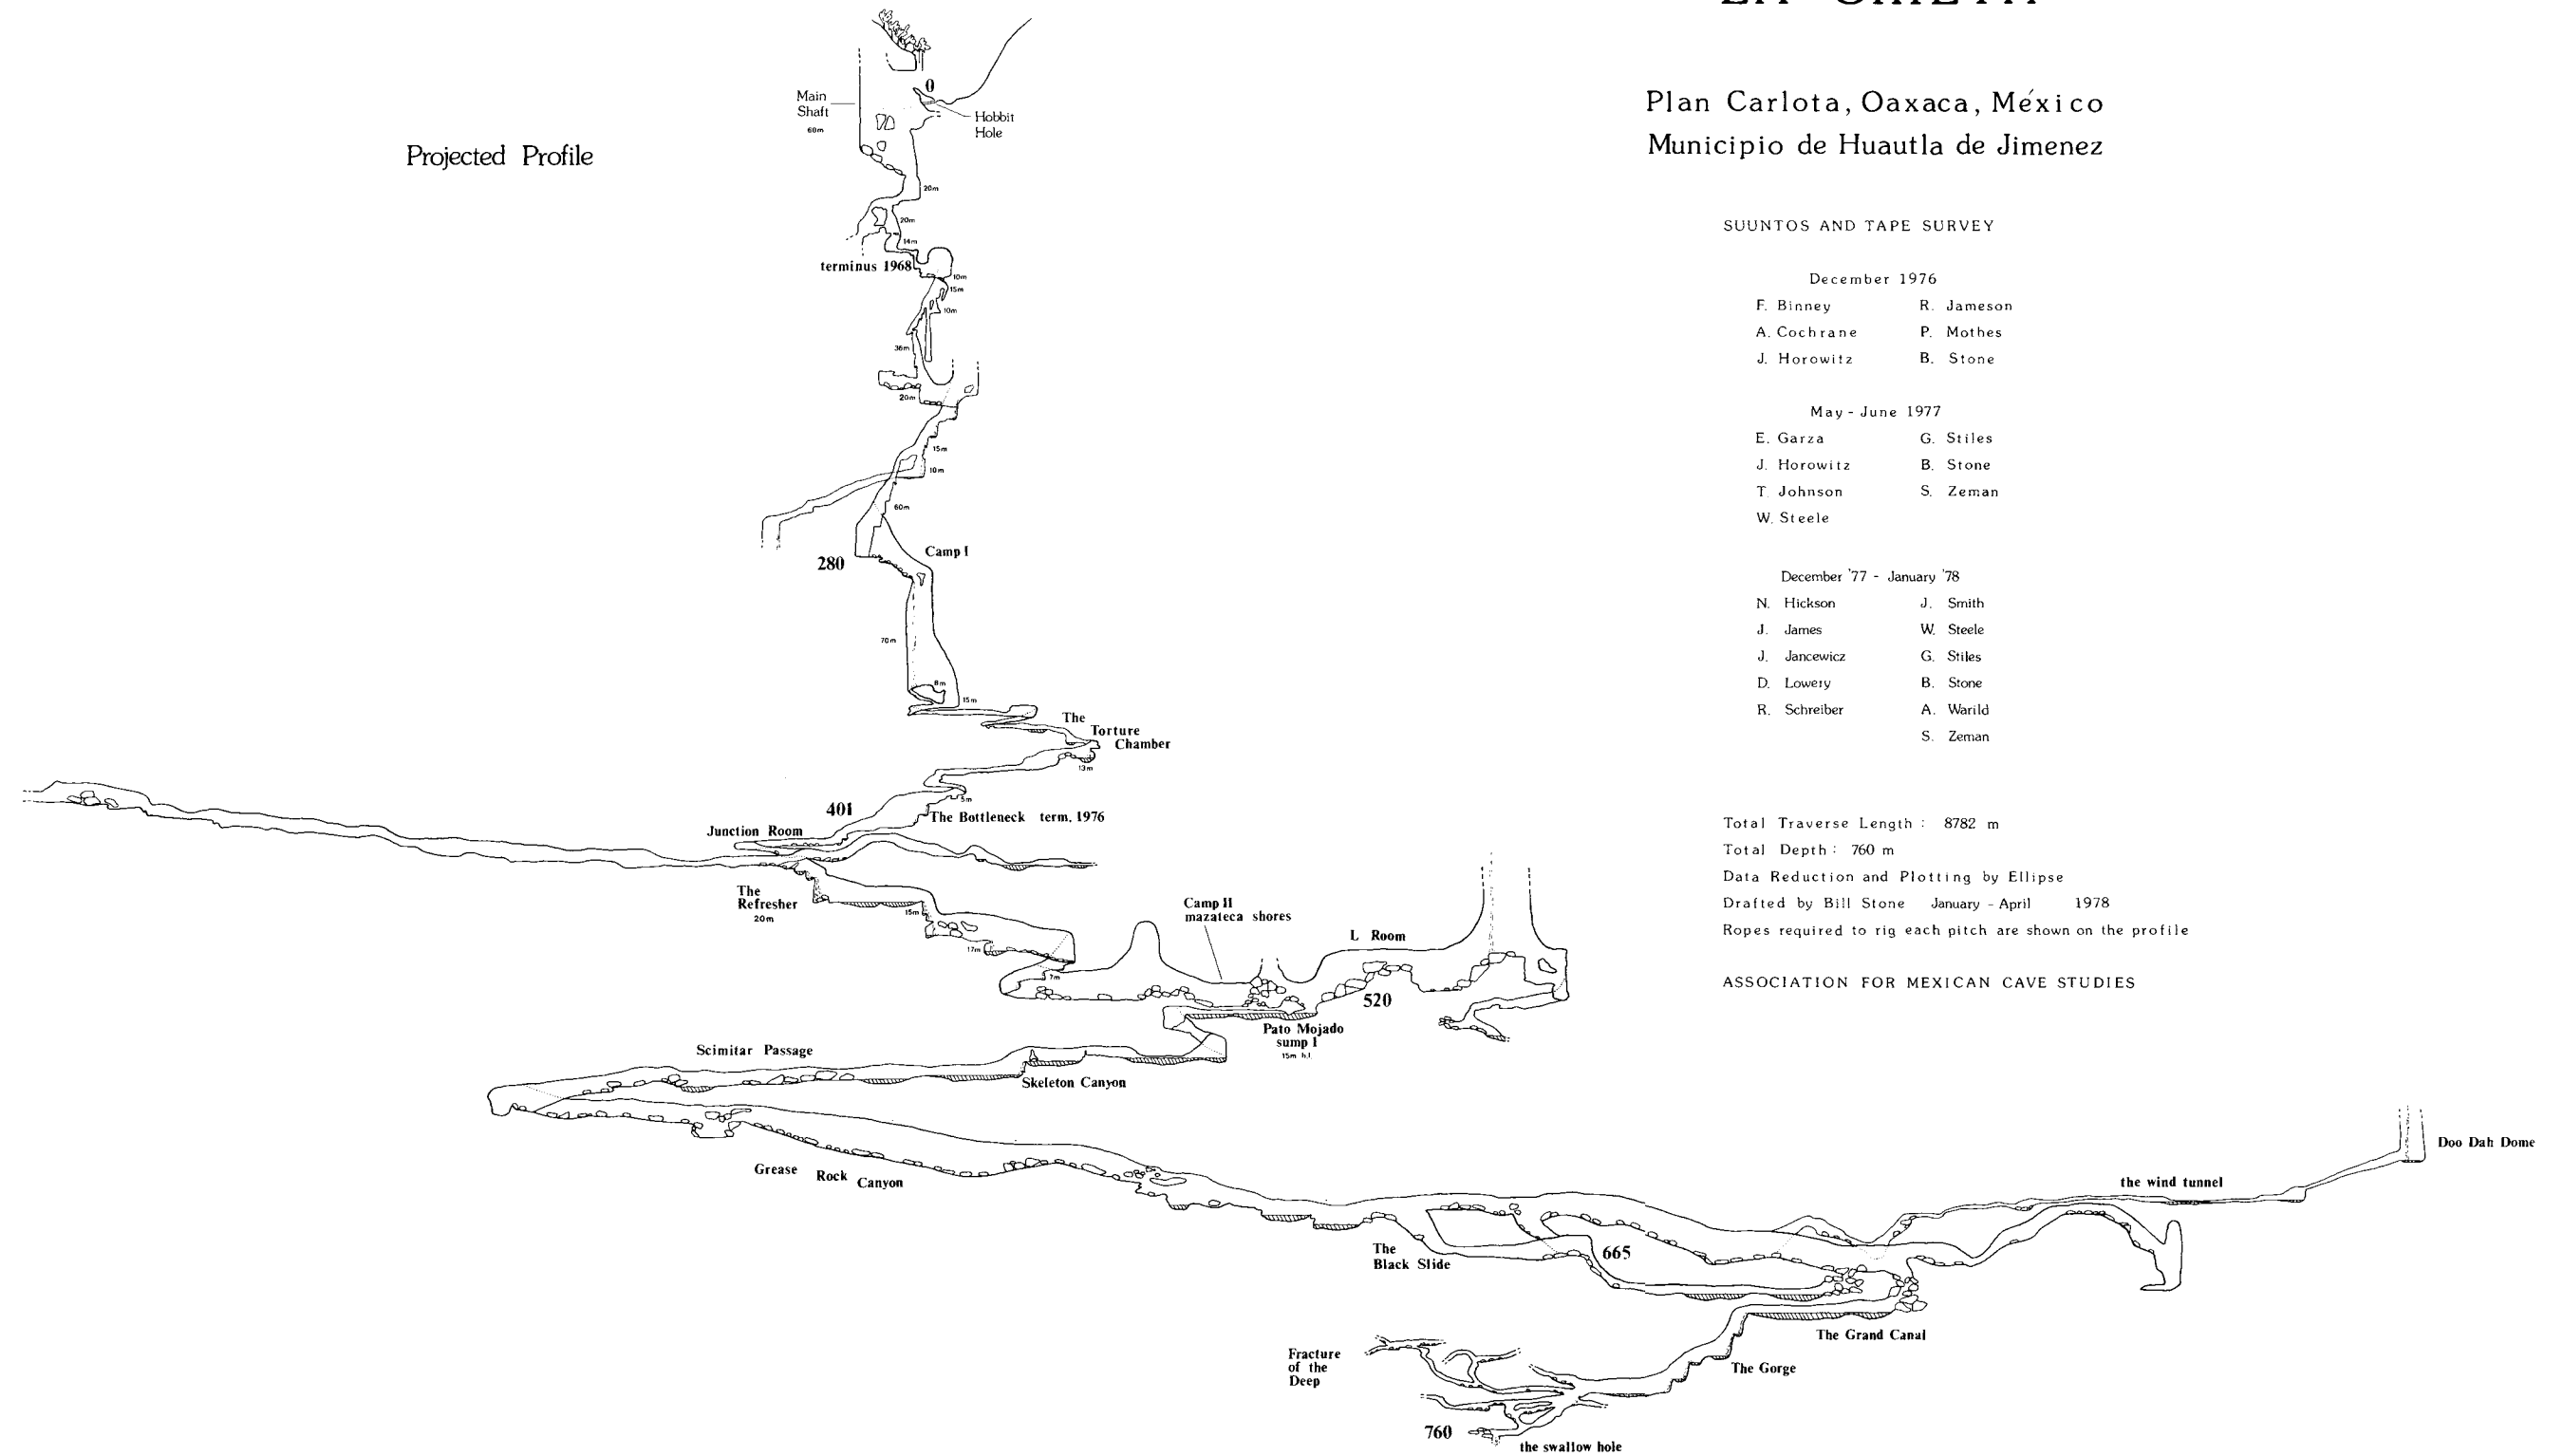 Plan Carlota, Oaxaca, México
Municipio de Huautla de Jimenez
Projected Profile
SUUNTOS AND TAPE SURVEY
December 1976
F. Binney R. Jameson
A. Cochrane P. Mothes
J. Horowitz B. Stone
May - June 1977
E. Garza G. Stiles
J. Horowitz B. Stone
T. Johnson S. Zeman
W. Steele
December '77 - January '78
N. Hickson J. Smith
J. James W. Steele
J. Jancewicz G. Stiles
D. Lowery B. Stone
R. Schreiber A. Warild
S. Zeman
Total Traverse Length : 8782 m
Total Depth : 760 m
Data Reduction and Plotting by Ellipse
Drafted by Bill Stone January - April 1978
Ropes required to rig each pitch are shown on the profile
ASSOCIATION FOR MEXICAN CAVE STUDIES
0
Main
Shaft
60m
Hobbit
Hole
20m
20m
14m
terminus 1968
10m
15m
10m
36m
20m
15m
10m
60m
Camp I
280
70m
8m
15m
The
Torture
Chamber
13m
5m
401
The Bottleneck term. 1976
Junction Room
The
Refresher
20m
15m
17m
7m
Camp II
mazateca shores
L Room
520
Pato Mojado
sump I
15m h.l.
Scimitar Passage
Skeleton Canyon
Grease Rock Canyon
Doo Dah Dome
the wind tunnel
The
Black Slide
665
The Grand Canal
The Gorge
Fracture
of the
Deep
760
the swallow hole